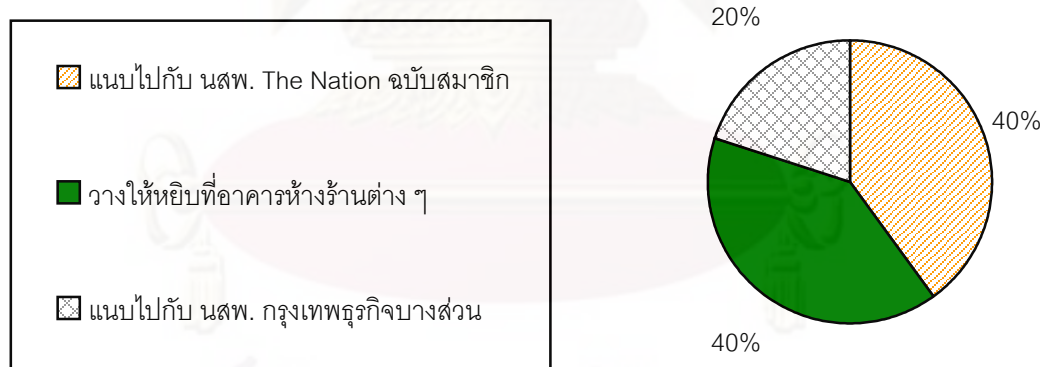 แนบไปกับ นสพ. The Nation ฉบับสมาชิก
วางให้หยิบที่อาคารห้างร้านต่าง ๆ
แนบไปกับ นสพ. กรุงเทพธุรกิจบางส่วน
20%
40%
40%